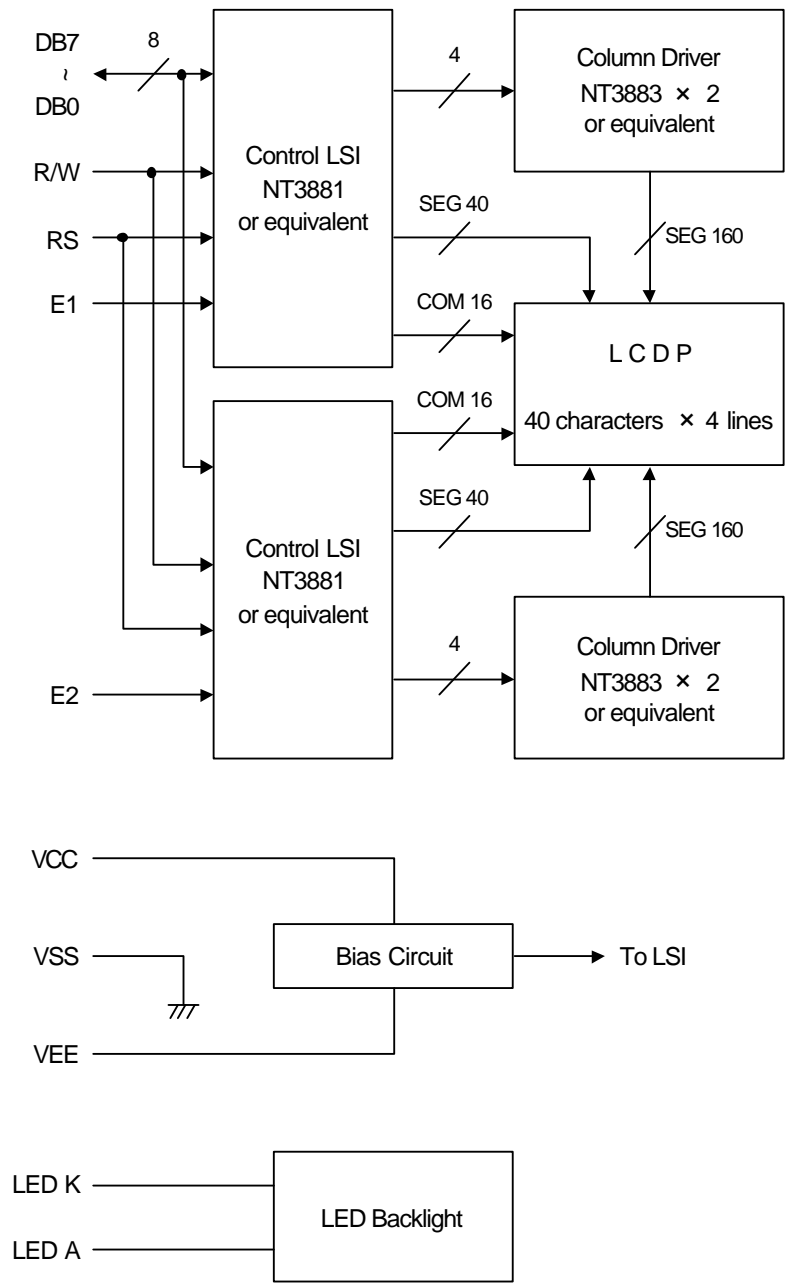 DB7
~
DB0
8
R/W
RS
E1
Control LSI
NT3881
or equivalent
4
Column Driver
NT3883 × 2
or equivalent
SEG 40
SEG 160
COM 16
L C D P
40 characters × 4 lines
COM 16
SEG 40
SEG 160
Control LSI
NT3881
or equivalent
E2
4
Column Driver
NT3883 × 2
or equivalent
VCC
VSS
VEE
Bias Circuit
To LSI
LED K
LED A
LED Backlight